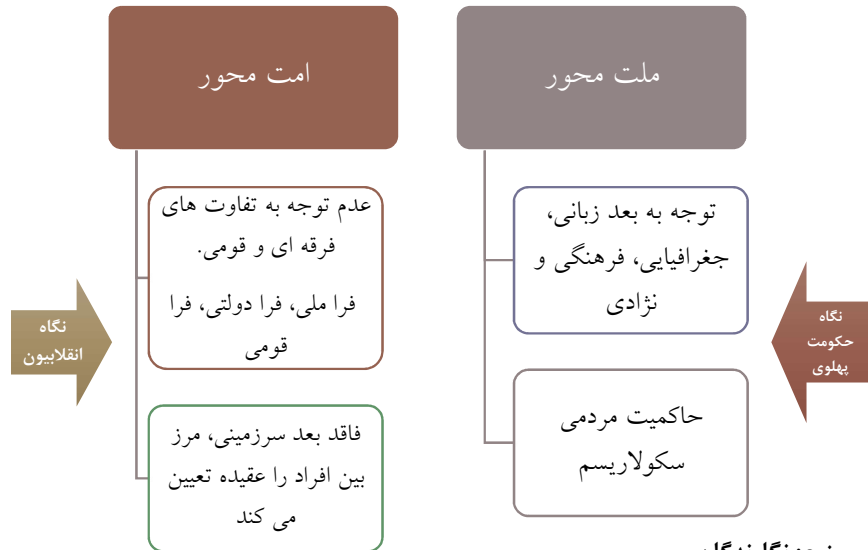 ملت محور
توجه به بعد زبانی،
جغرافیایی، فرهنگی و
نژادی
حاکمیت مردمی
سکولاریسم
نگاه
حکومت
پهلوی
امت محور
عدم توجه به تفاوت های
فرقه ای و قومی.
فرا ملی، فرا دولتی، فرا
قومی
فاقد بعد سرزمینی، مرز
بین افراد را عقیده تعیین
می کند
نگاه
انقلابیون